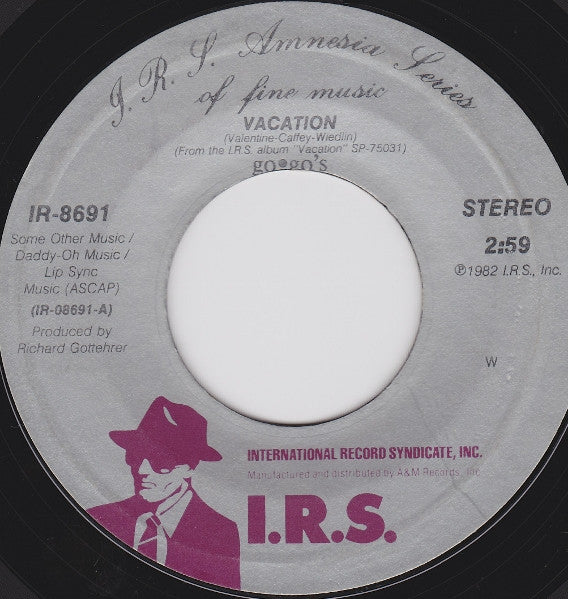 I.R.S. Amnesia Series
of fine music
VACATION
(Valentine-Caffey-Wiedlin)
(From the I.R.S. album "Vacation" SP-75031)
go•go's
IR-8691
Some Other Music /
Daddy-Oh Music /
Lip Sync
Music (ASCAP)
(IR-08691-A)
Produced by
Richard Gottehrer
STEREO
2:59
℗1982 I.R.S., Inc.
W
INTERNATIONAL RECORD SYNDICATE, INC.
Manufactured and distributed by A&M Records, Inc.
I.R.S.